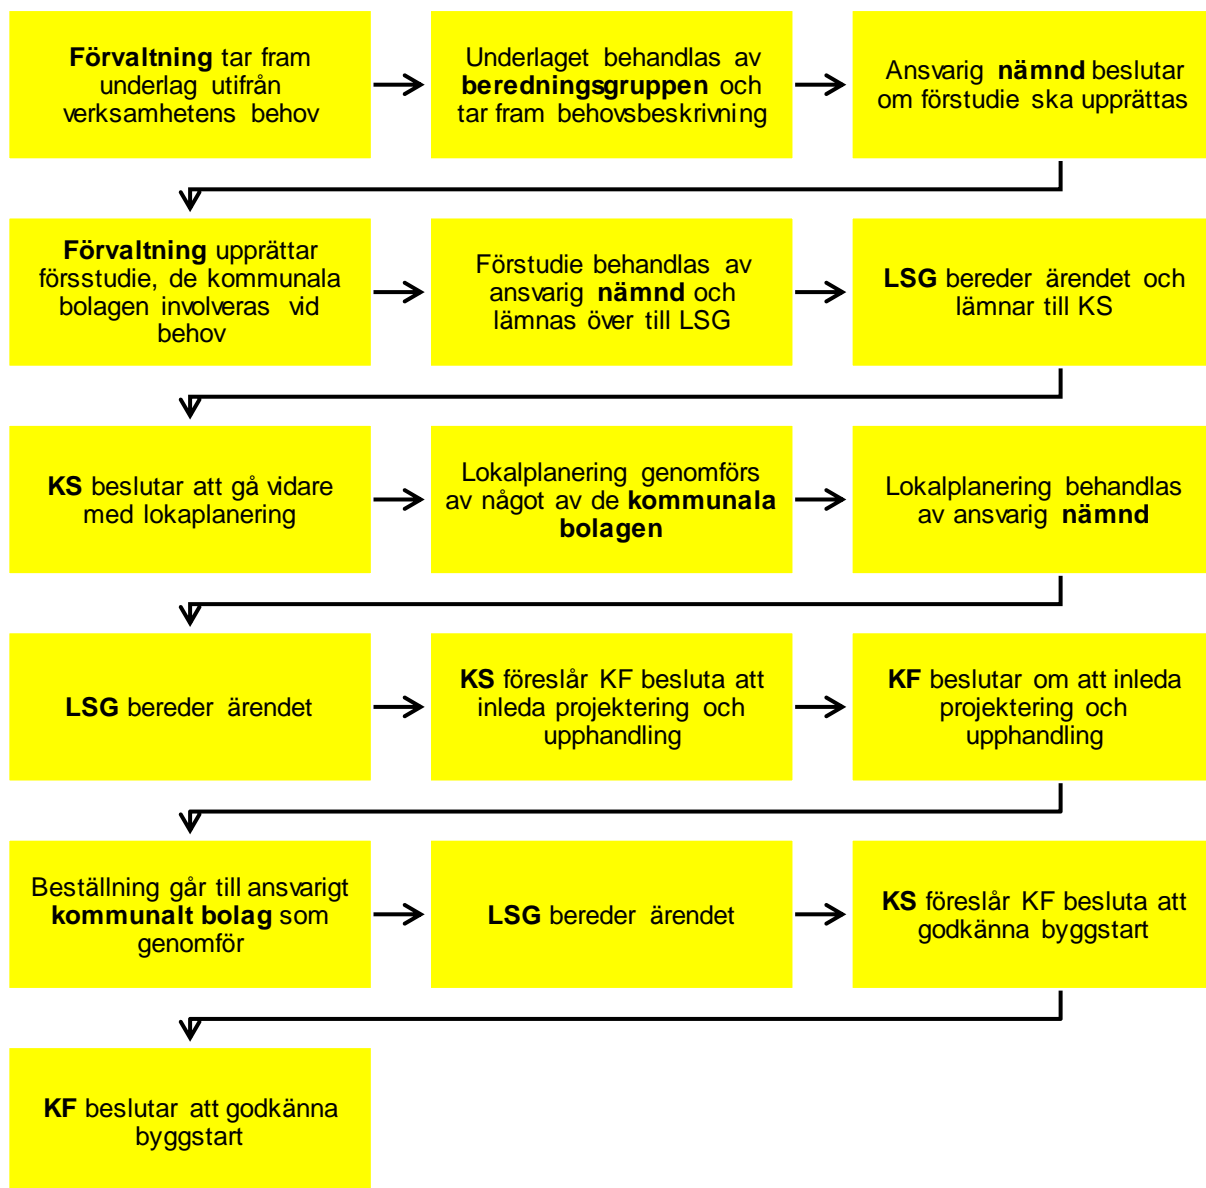 Förvaltning tar fram
underlag utifrån
verksamhetens behov
Underlaget behandlas av
beredningsgruppen och
tar fram behovsbeskrivning
Ansvarig nämnd beslutar
om förstudie ska upprättas
Förvaltning upprättar
försstudie, de kommunala
bolagen involveras vid
behov
Förstudie behandlas av
ansvarig nämnd och
lämnas över till LSG
LSG bereder ärendet och
lämnar till KS
KS beslutar att gå vidare
med lokaplanering
Lokalplanering genomförs
av något av de kommunala
bolagen
Lokalplanering behandlas
av ansvarig nämnd
LSG bereder ärendet
KS föreslår KF besluta att
inleda projektering och
upphandling
KF beslutar om att inleda
projektering och
upphandling
Beställning går till ansvarigt
kommunalt bolag som
genomför
LSG bereder ärendet
KS föreslår KF besluta att
godkänna byggstart
KF beslutar att godkänna
byggstart